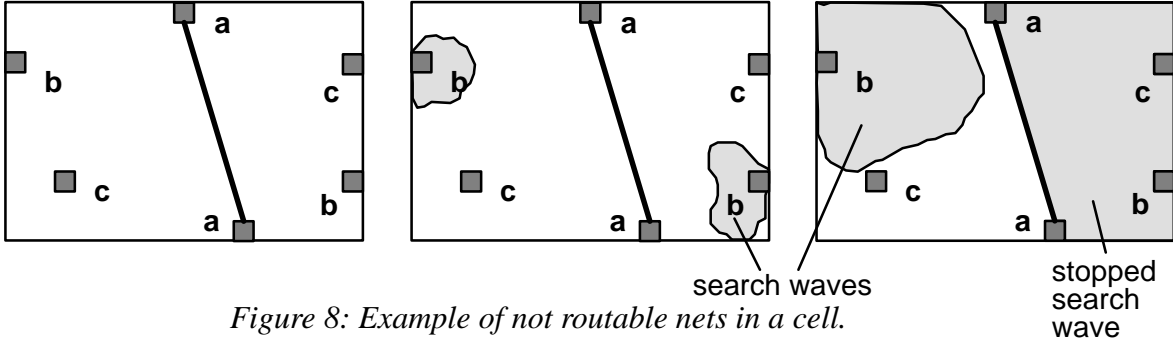 a
b
c
c
b
a
a
b
c
c
b
a
a
b
c
c
b
a
search waves
stopped
search
wave
Figure 8: Example of not routable nets in a cell.